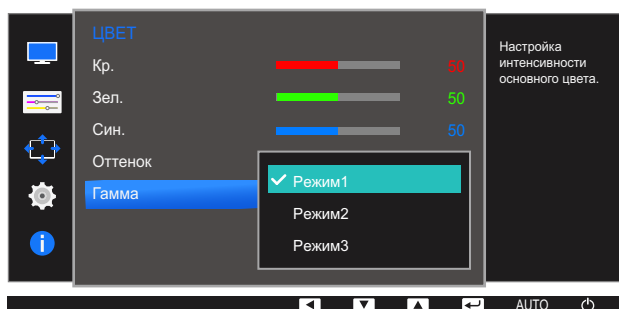 ЦВЕТ
Кр. 50
Зел. 50
Син. 50
Оттенок
Гамма
Режим1
Режим2
Режим3
Настройка
интенсивности
основного цвета.
AUTO